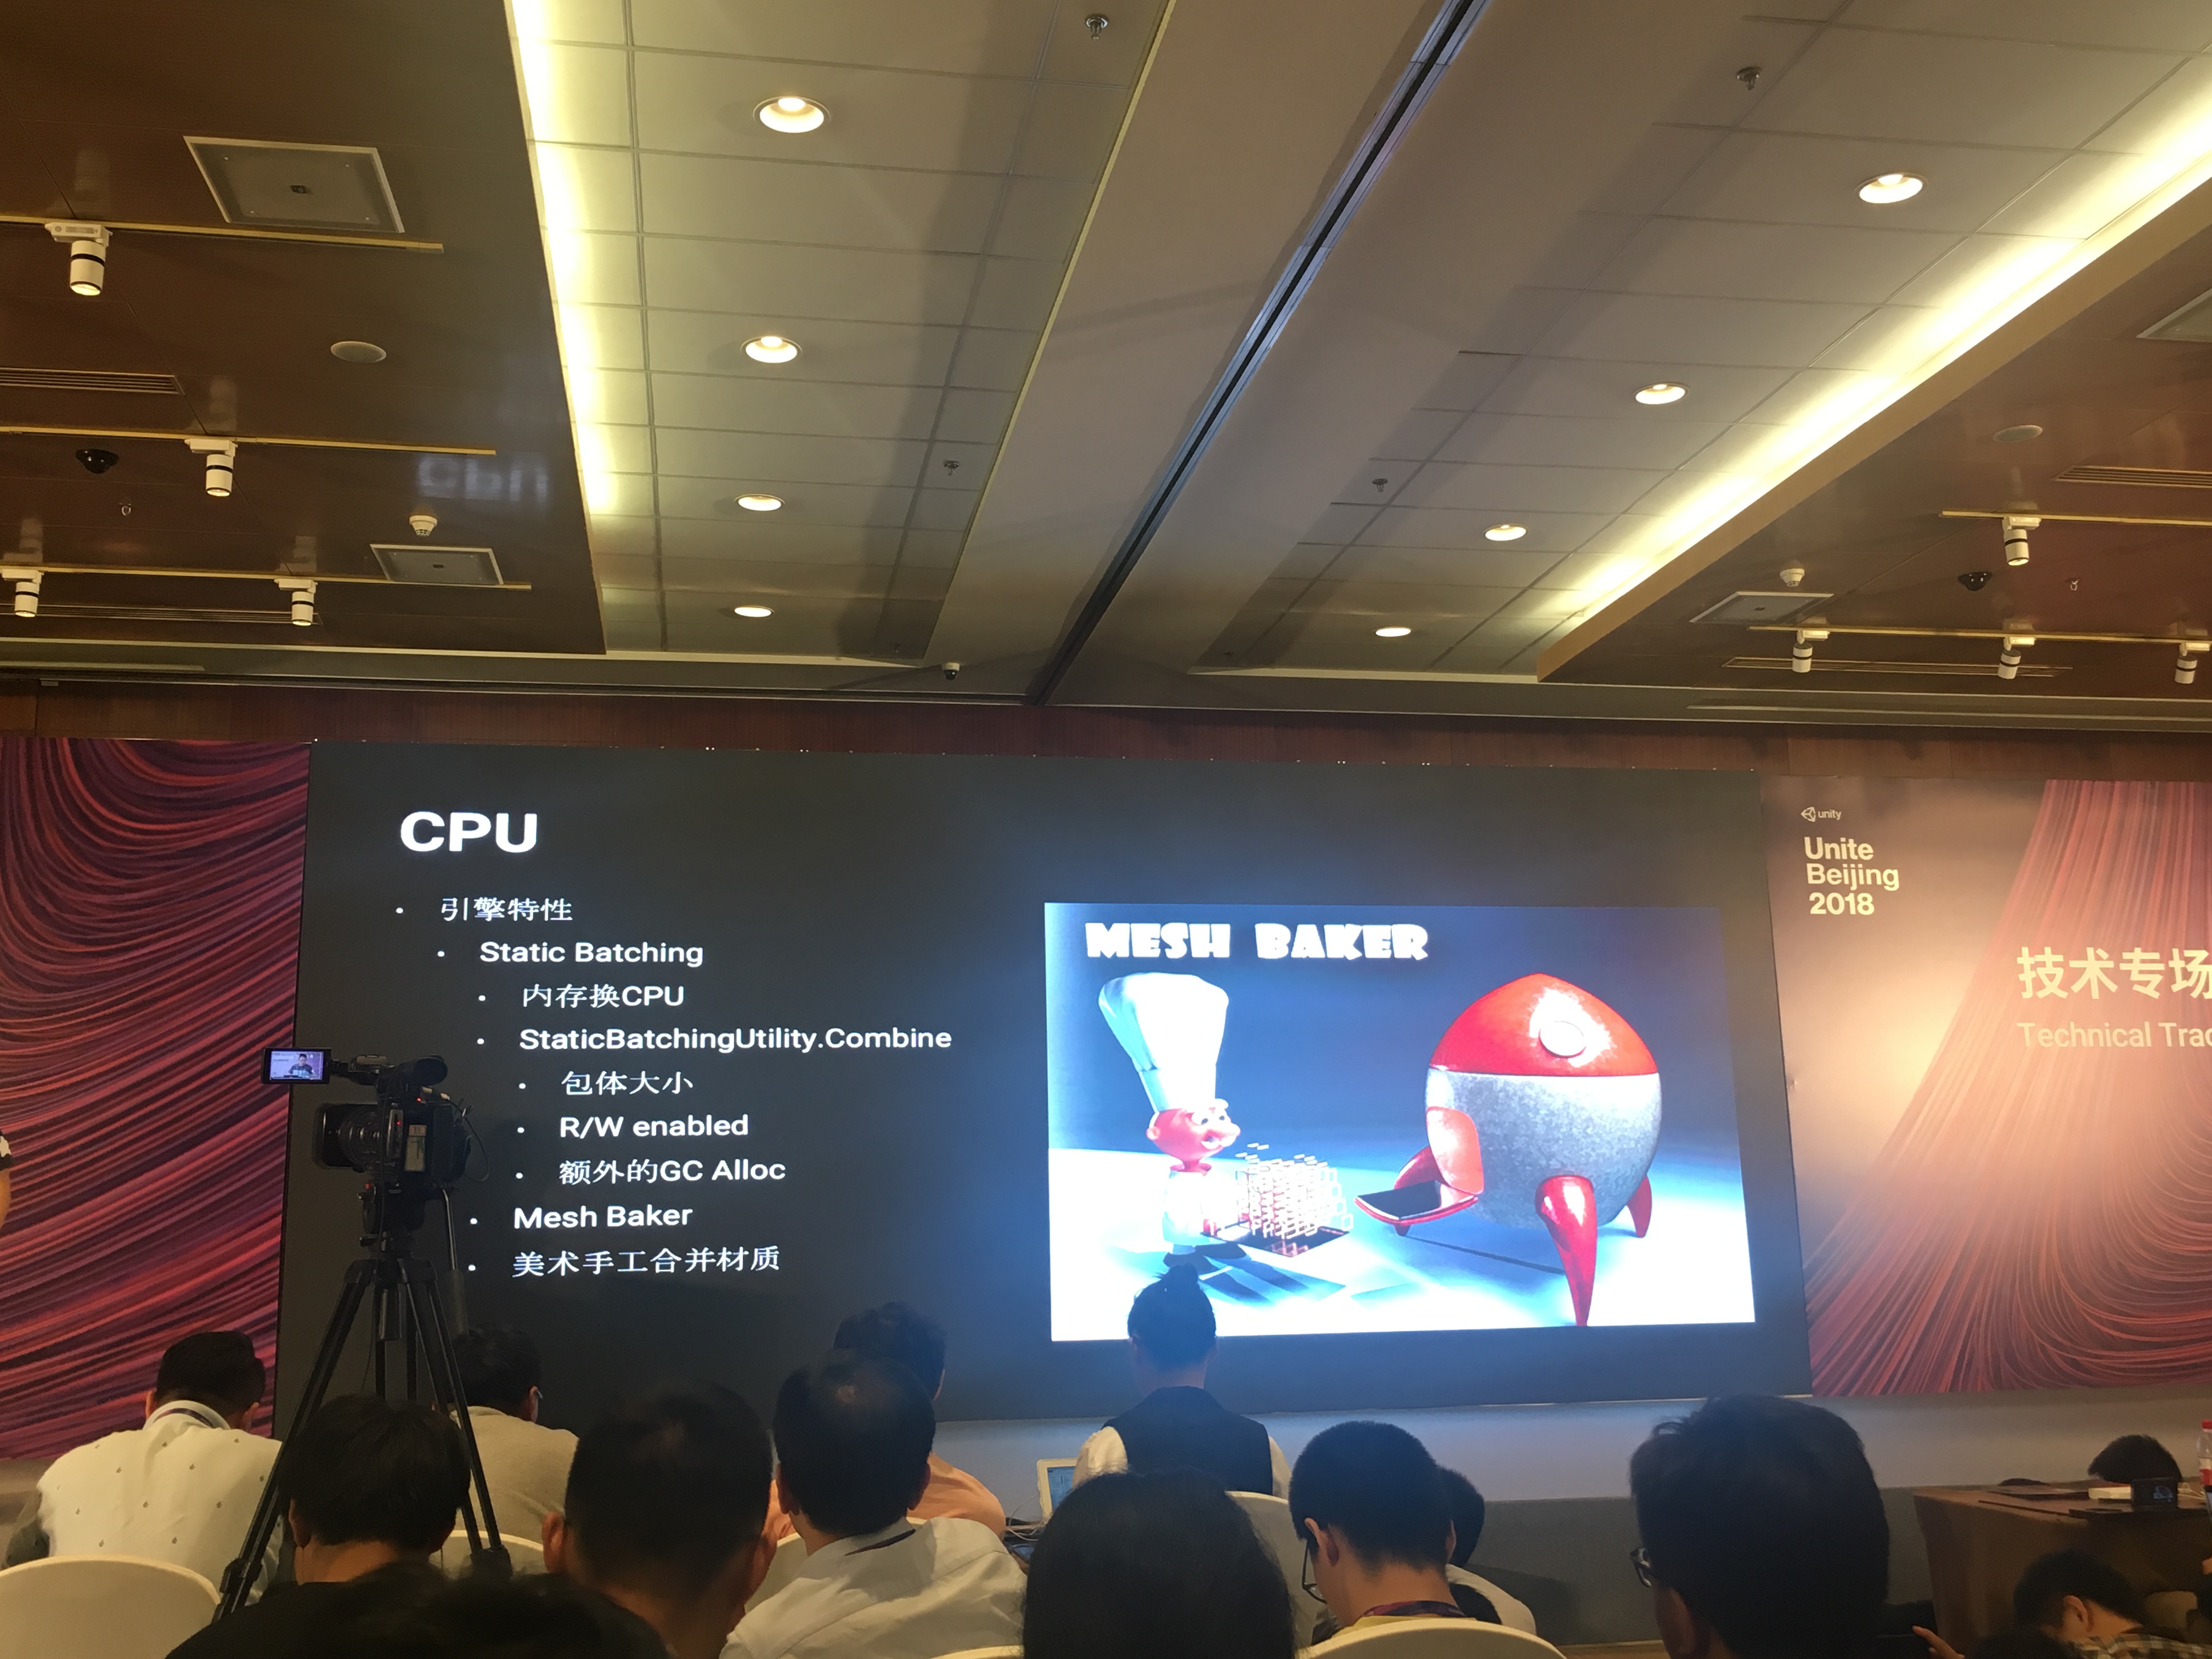 CPU
引擎特性
Static Batching
内存换CPU
StaticBatchingUtility.Combine
包体大小
R/W enabled
额外的GC Alloc
Mesh Baker
美术手工合并材质
MESH BAKER
unity
Unite
Beijing
2018
技术专场
Technical Trac